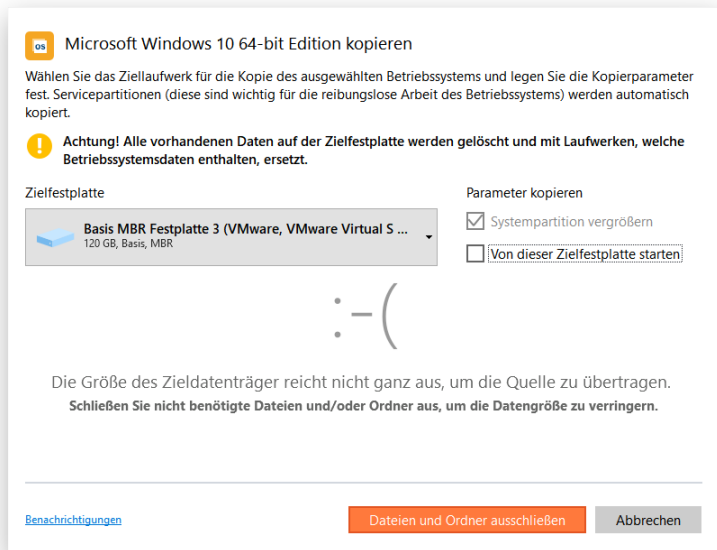 os
Microsoft Windows 10 64-bit Edition kopieren
Wählen Sie das Ziellaufwerk für die Kopie des ausgewählten Betriebssystems und legen Sie die Kopierparameter
fest. Servicepartitionen (diese sind wichtig für die reibungslose Arbeit des Betriebssystems) werden automatisch
kopiert.
Achtung! Alle vorhandenen Daten auf der Zielfestplatte werden gelöscht und mit Laufwerken, welche
Betriebssystemsdaten enthalten, ersetzt.
Zielfestplatte
Basis MBR Festplatte 3 (VMware, VMware Virtual S ...
120 GB, Basis, MBR
Parameter kopieren
Systempartition vergrößern
Von dieser Zielfestplatte starten
:-(
Die Größe des Zieldatenträger reicht nicht ganz aus, um die Quelle zu übertragen.
Schließen Sie nicht benötigte Dateien und/oder Ordner aus, um die Datengröße zu verringern.
Benachrichtigungen
Dateien und Ordner ausschließen
Abbrechen